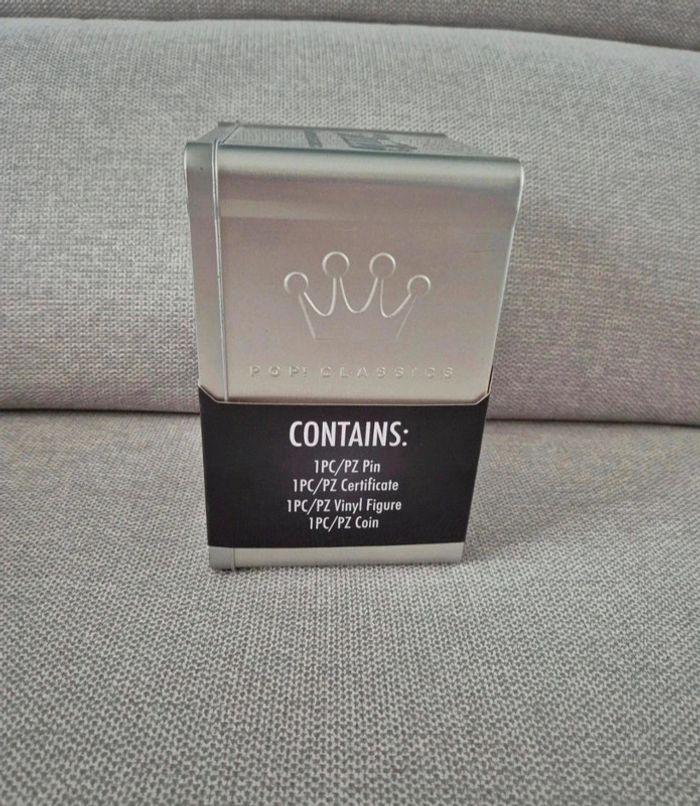 POP! CLASSICS
CONTAINS:
1PC/PZ Pin
1PC/PZ Certificate
1PC/PZ Vinyl Figure
1PC/PZ Coin